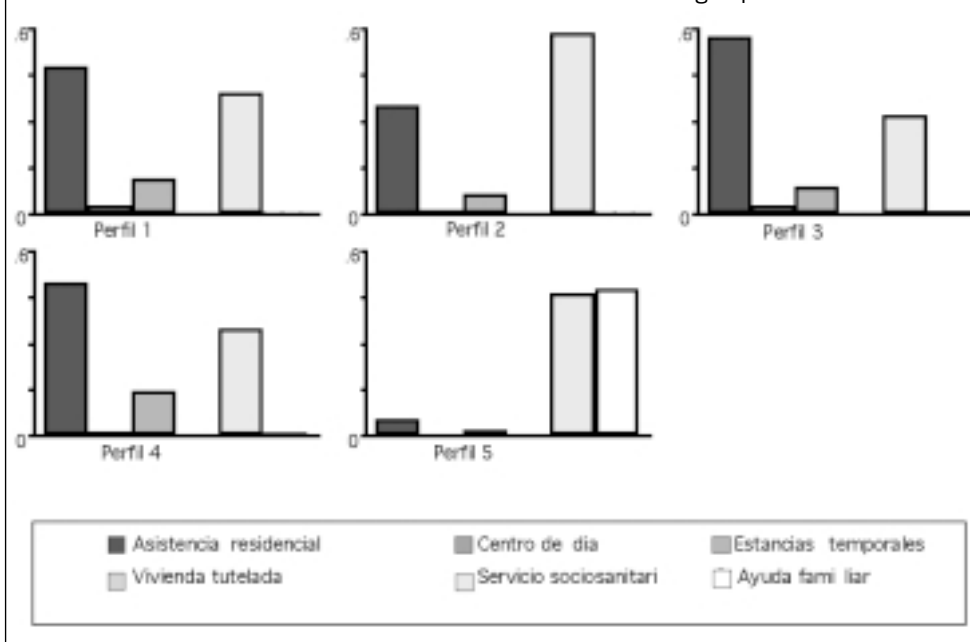 .6 .6 .6
0 0 0
Perfil 1 Perfil 2 Perfil 3
.6 .6
0 0
Perfil 4 Perfil 5
Asistencia residencial Centro de dia Estancias temporales
Vivienda tutelada Servicio sociosanitari Ayuda fami liar